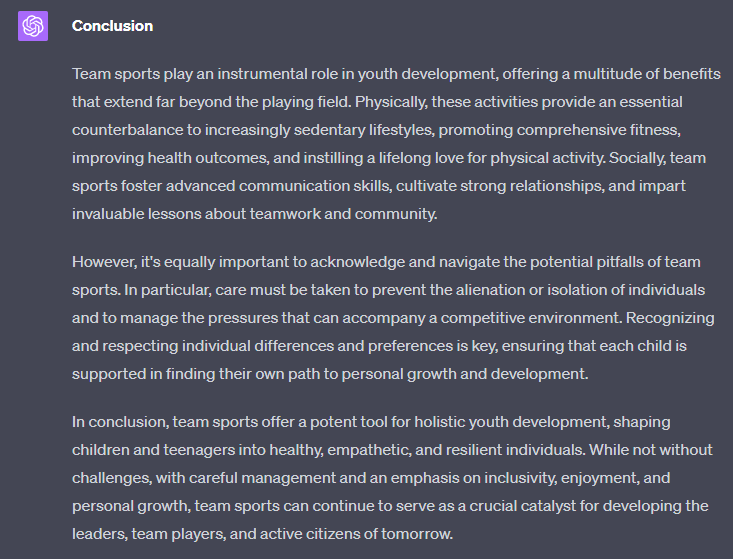 Conclusion
Team sports play an instrumental role in youth development, offering a multitude of benefits
that extend far beyond the playing field. Physically, these activities provide an essential
counterbalance to increasingly sedentary lifestyles, promoting comprehensive fitness,
improving health outcomes, and instilling a lifelong love for physical activity. Socially, team
sports foster advanced communication skills, cultivate strong relationships, and impart
invaluable lessons about teamwork and community.
However, it's equally important to acknowledge and navigate the potential pitfalls of team
sports. In particular, care must be taken to prevent the alienation or isolation of individuals
and to manage the pressures that can accompany a competitive environment. Recognizing
and respecting individual differences and preferences is key, ensuring that each child is
supported in finding their own path to personal growth and development.
In conclusion, team sports offer a potent tool for holistic youth development, shaping
children and teenagers into healthy, empathetic, and resilient individuals. While not without
challenges, with careful management and an emphasis on inclusivity, enjoyment, and
personal growth, team sports can continue to serve as a crucial catalyst for developing the
leaders, team players, and active citizens of tomorrow.